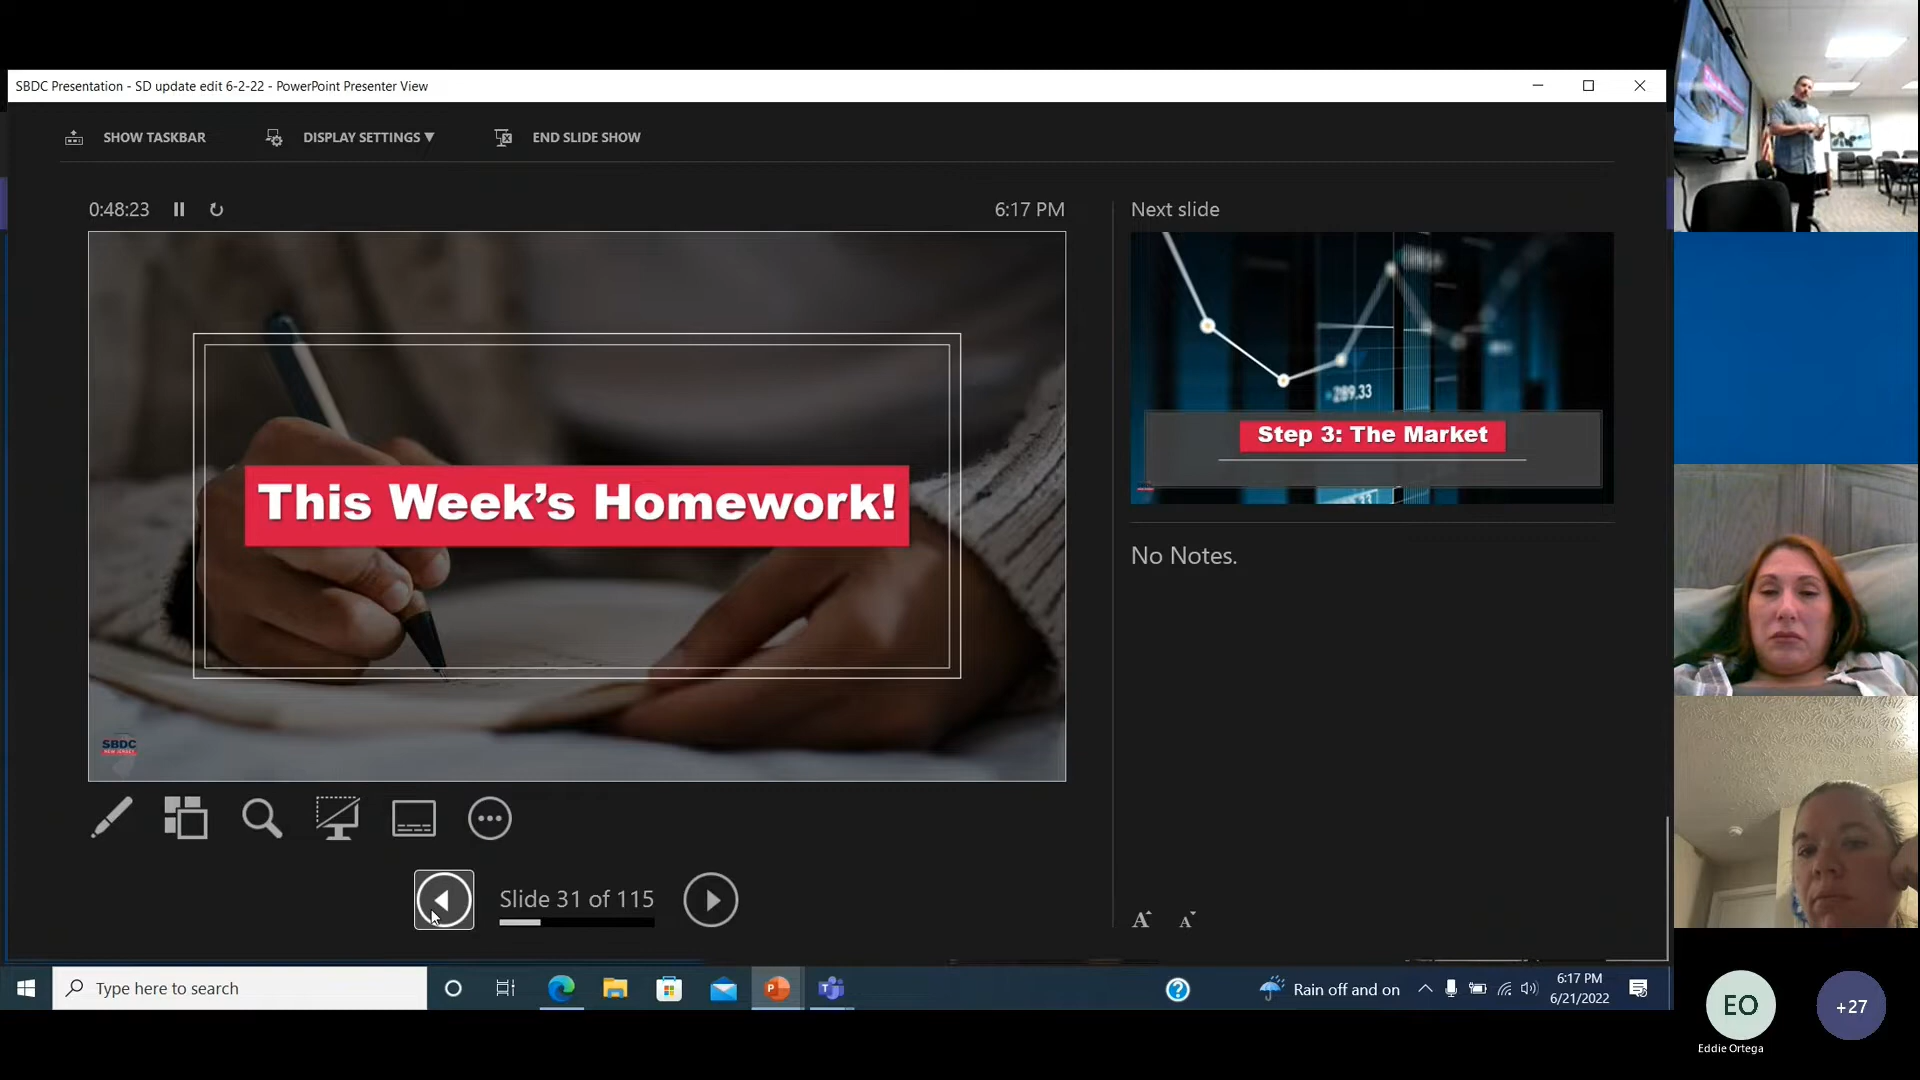 SBDC Presentation - SD update edit 6-2-22 - PowerPoint Presenter View
SHOW TASKBAR
DISPLAY SETTINGS ▼
END SLIDE SHOW
0:48:23
6:17 PM
Next slide
This Week’s Homework!
SBDC
NEW JERSEY
289.33
Step 3: The Market
No Notes.
Slide 31 of 115
A A
Type here to search
Rain off and on
6:17 PM
6/21/2022
EO
Eddie Ortega
+27